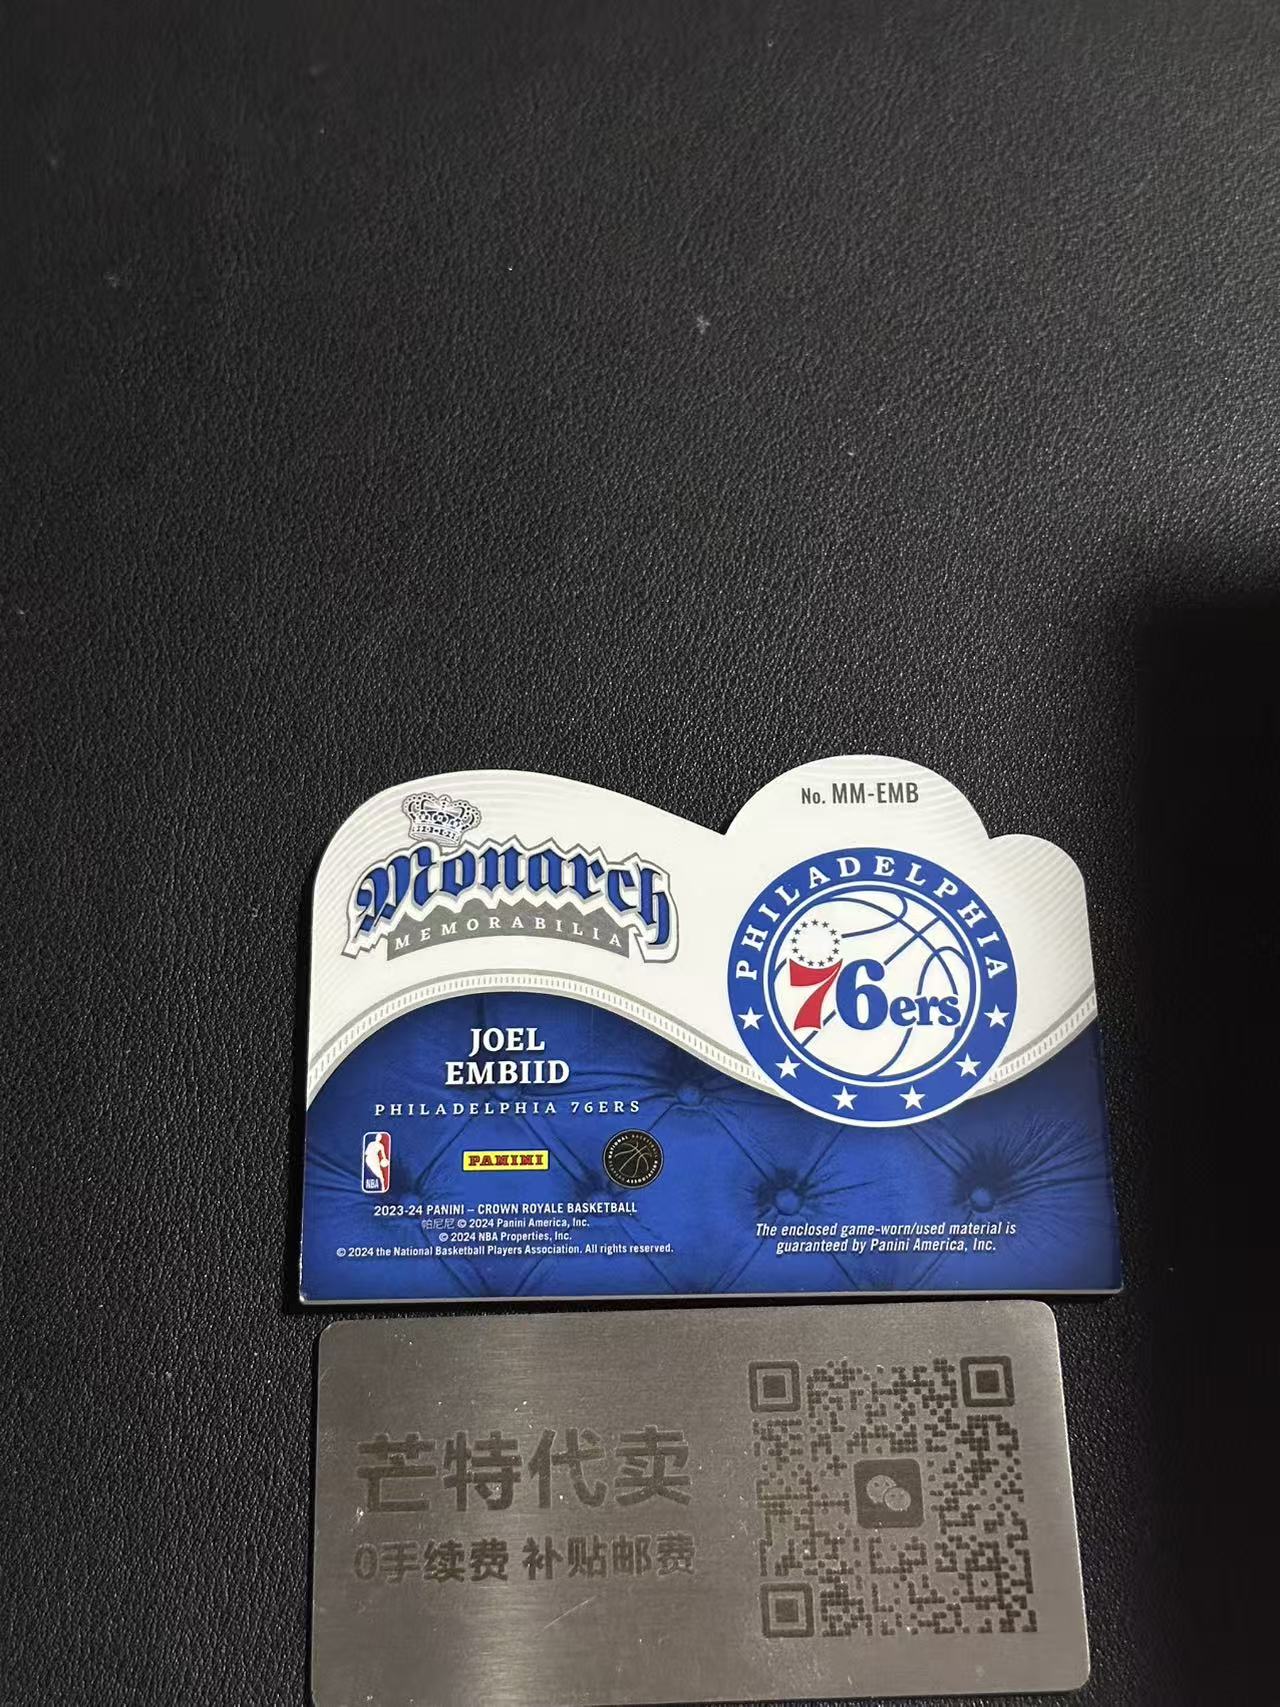 No. MM-EMB
Monarch
MEMORABILIA
PHILADELPHIA
76ers
JOEL
EMBIID
PHILADELPHIA 76ERS
NBA
PANINI
NATIONAL BASKETBALL
2023-24 PANINI – CROWN ROYALE BASKETBALL
帕尼尼 © 2024 Panini America, Inc.
© 2024 NBA Properties, Inc.
© 2024 the National Basketball Players Association. All rights reserved.
The enclosed game-worn/used material is
guaranteed by Panini America, Inc.
芒特代卖
0手续费 补贴邮费